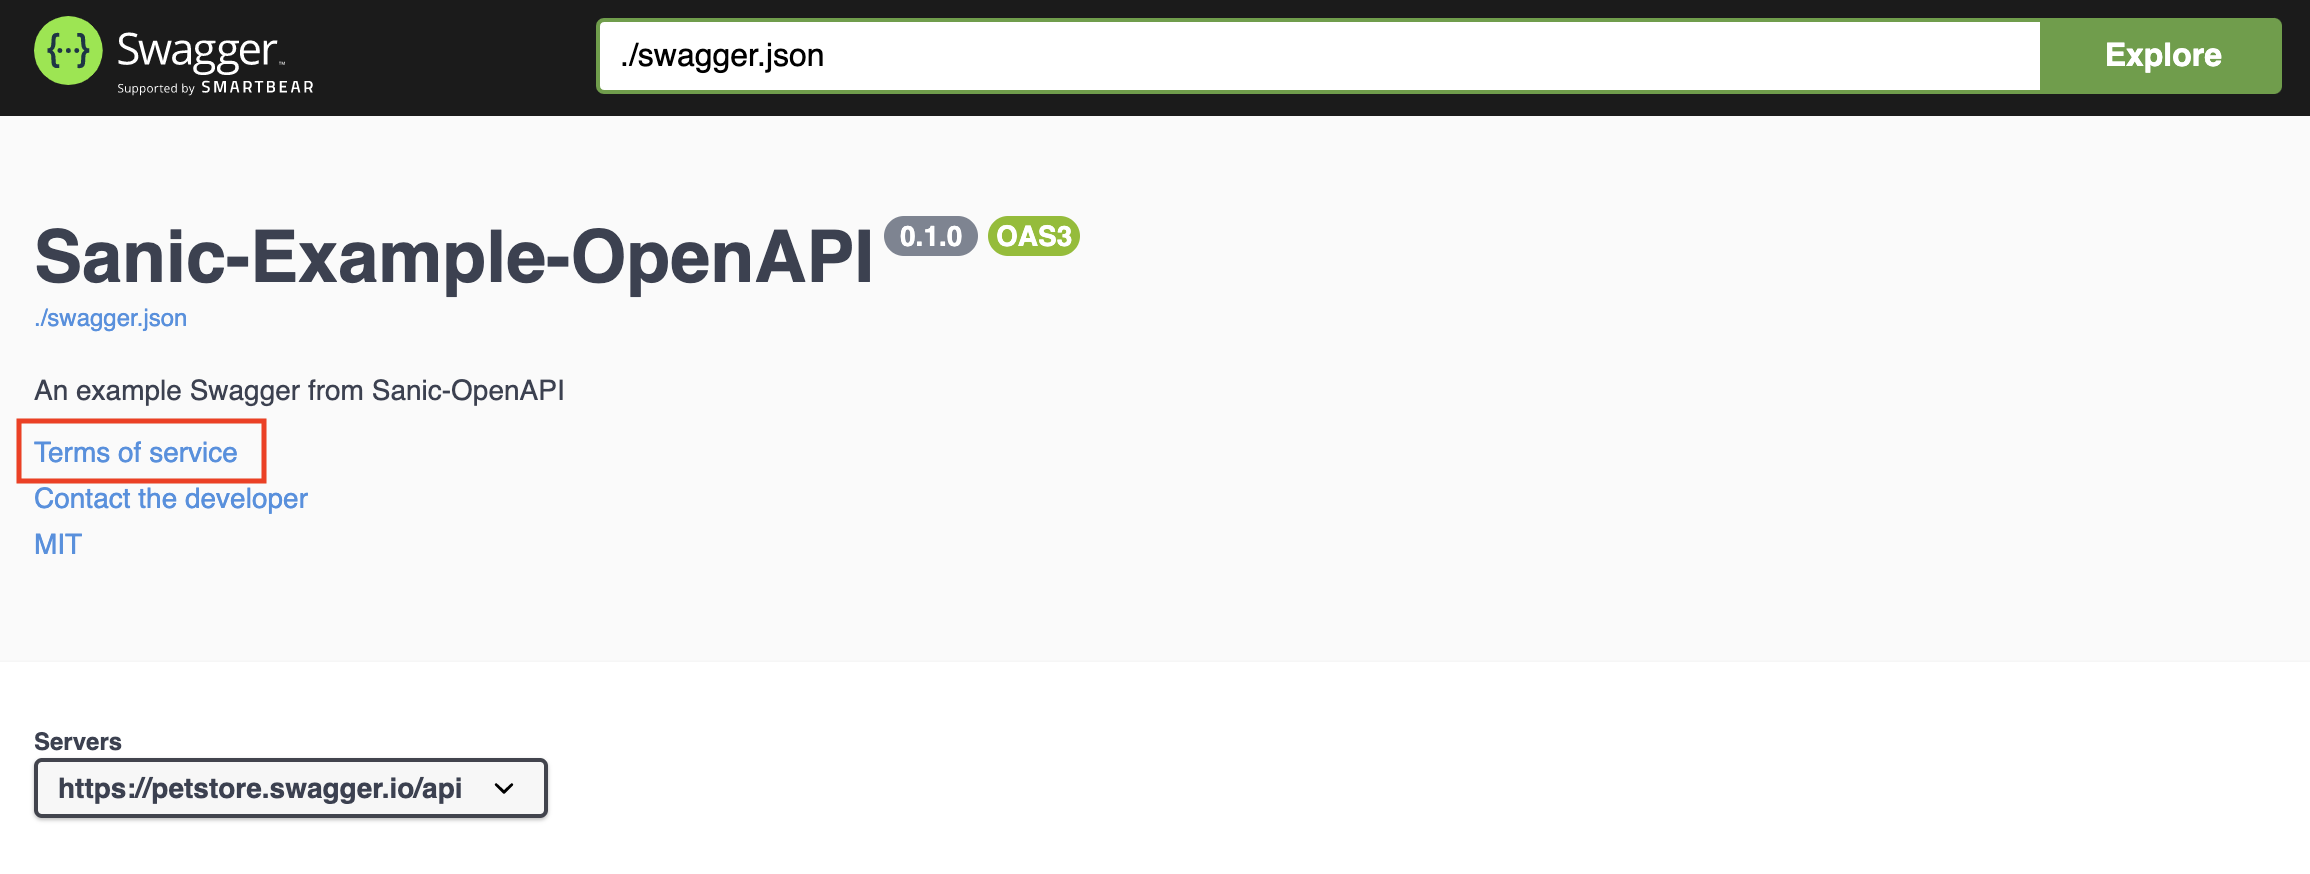 {···} Swagger™
Supported by SMARTBEAR
./swagger.json
Explore
Sanic-Example-OpenAPI 0.1.0 OAS3
./swagger.json
An example Swagger from Sanic-OpenAPI
Terms of service
Contact the developer
MIT
Servers
https://petstore.swagger.io/api